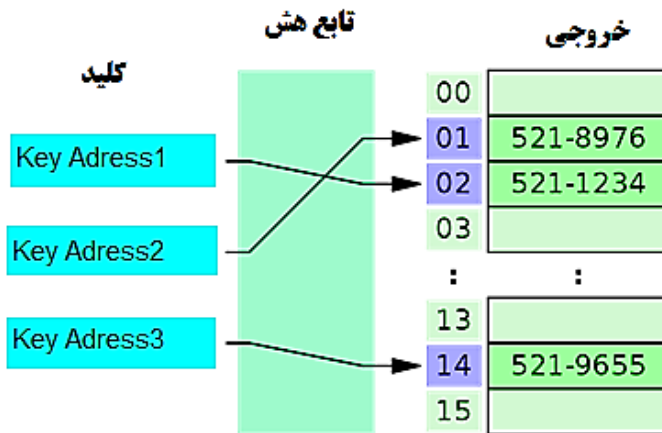 کلید
تابع هش
خروجی
Key Adress1
Key Adress2
Key Adress3
00
01 521-8976
02 521-1234
03
: :
13
14 521-9655
15